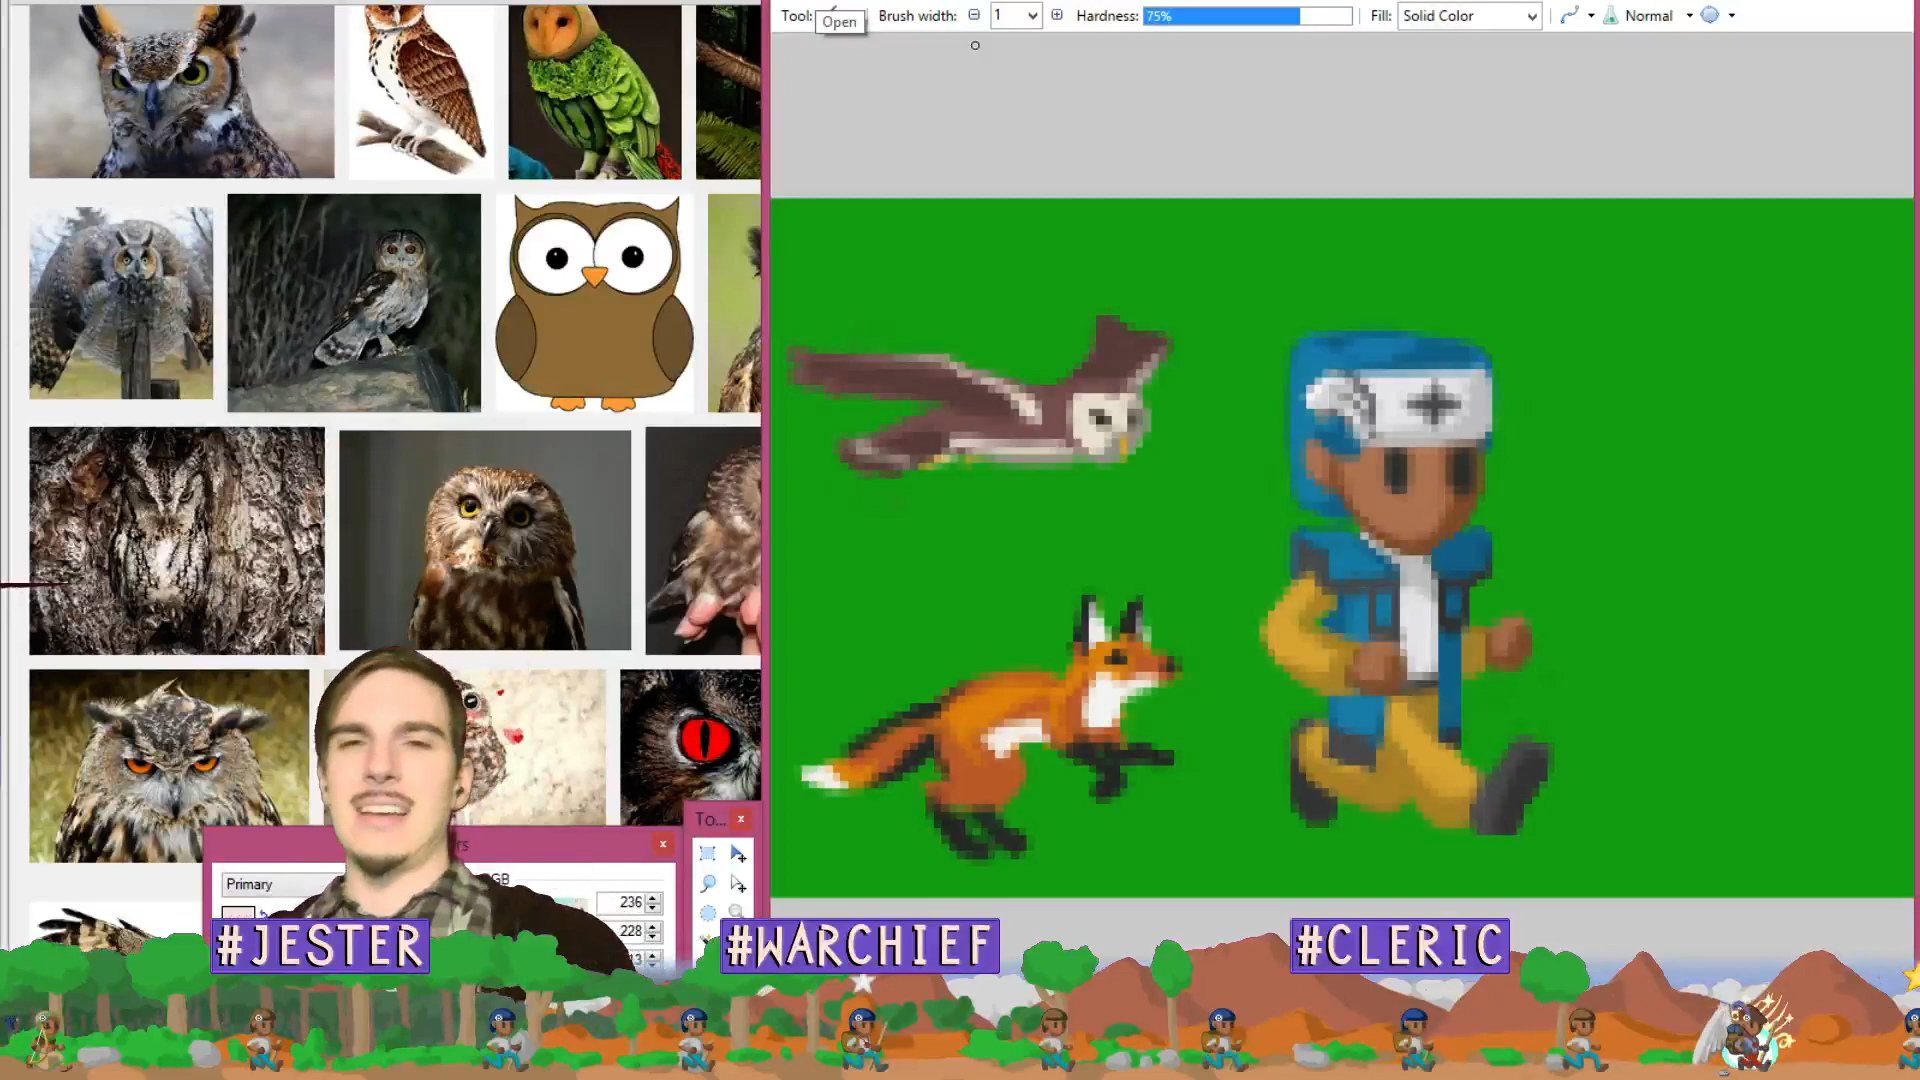 Tool:
Open
Brush width:
1
Hardness:
75%
Fill:
Solid Color
Normal
To...
Primary
236
228
#JESTER
#WARCHIEF
#CLERIC